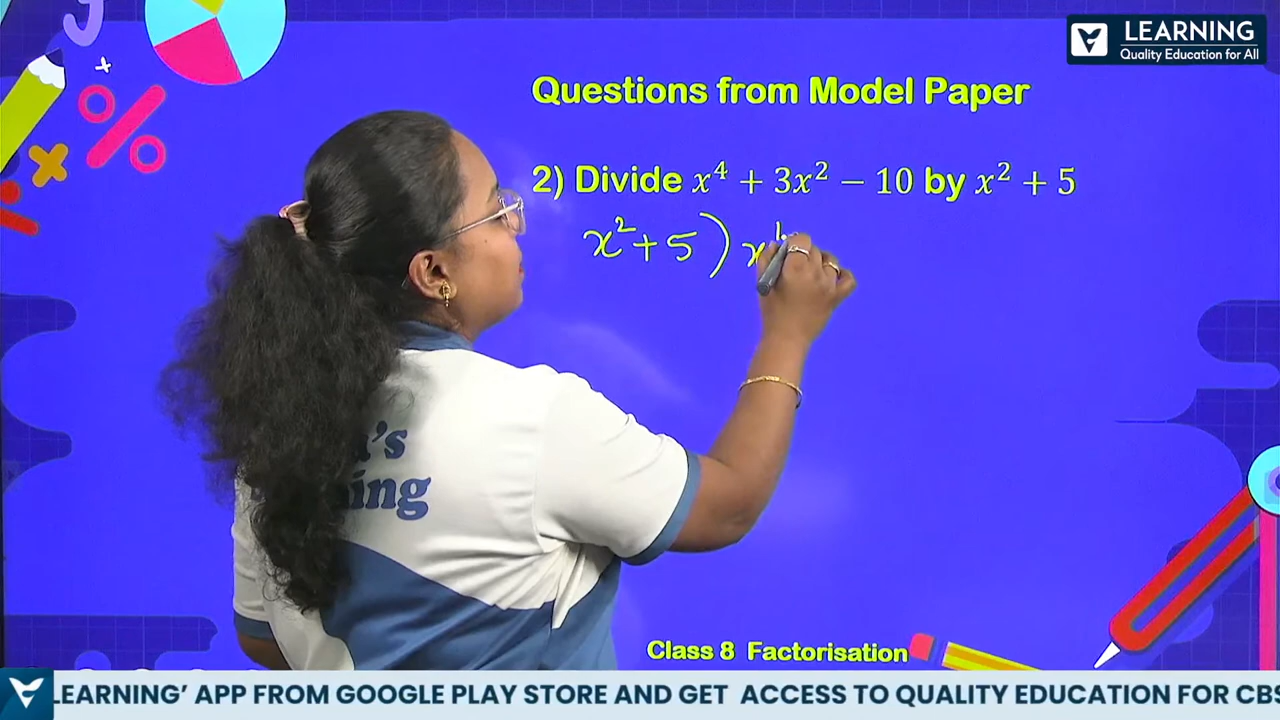 LEARNING
Quality Education for All
Questions from Model Paper
2) Divide x⁴ + 3x² − 10 by x² + 5
x² + 5 ) x
's
ing
Class 8 Factorisation
LEARNING' APP FROM GOOGLE PLAY STORE AND GET ACCESS TO QUALITY EDUCATION FOR CBS